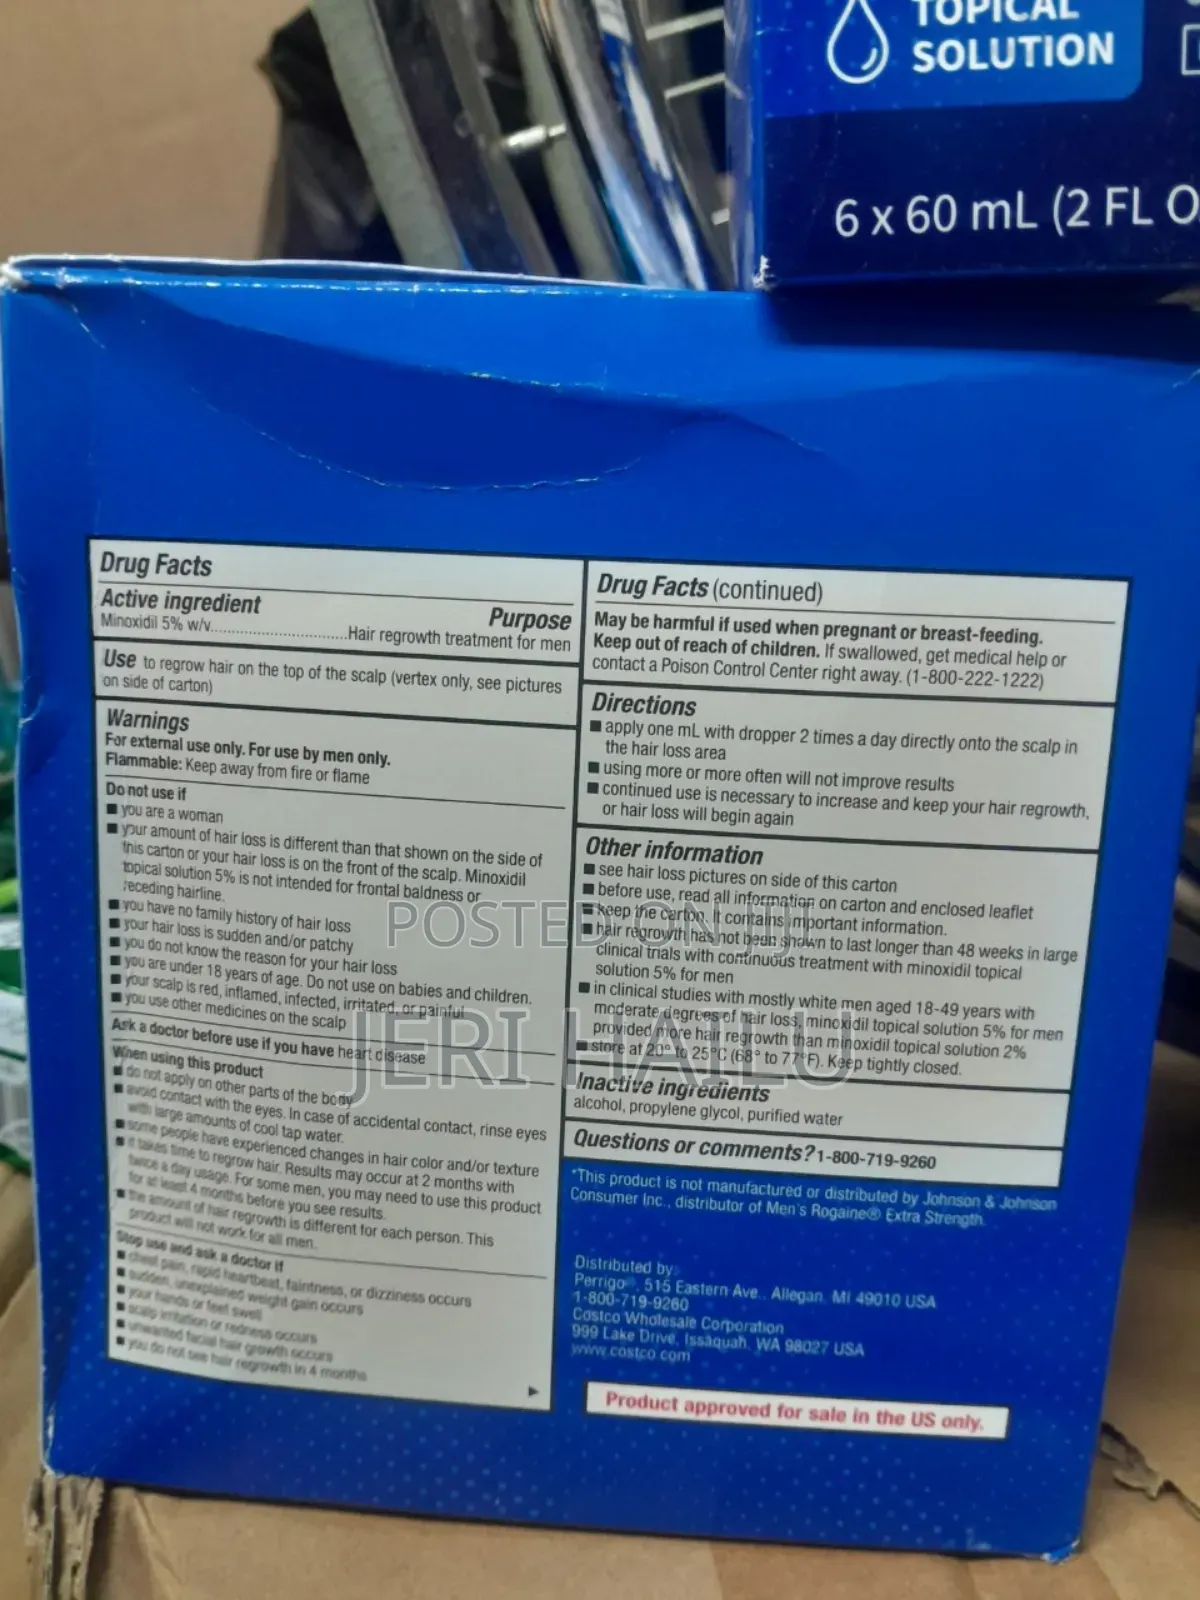 TOPICAL
SOLUTION
6 x 60 mL (2 FL O
Drug Facts
Active ingredient Purpose
Minoxidil 5% w/v..............................Hair regrowth treatment for men
Use to regrow hair on the top of the scalp (vertex only, see pictures
on side of carton)
Warnings
For external use only. For use by men only.
Flammable: Keep away from fire or flame
Do not use if
■ you are a woman
■ your amount of hair loss is different than that shown on the side of
this carton or your hair loss is on the front of the scalp. Minoxidil
topical solution 5% is not intended for frontal baldness or
receding hairline.
■ you have no family history of hair loss
■ your hair loss is sudden and/or patchy
■ you do not know the reason for your hair loss
■ you are under 18 years of age. Do not use on babies and children.
■ your scalp is red, inflamed, infected, irritated, or painful
■ you use other medicines on the scalp
Ask a doctor before use if you have heart disease
When using this product
■ do not apply on other parts of the body
■ avoid contact with the eyes. In case of accidental contact, rinse eyes
with large amounts of cool tap water.
■ some people have experienced changes in hair color and/or texture
■ it takes time to regrow hair. Results may occur at 2 months with
twice a day usage. For some men, you may need to use this product
for at least 4 months before you see results.
■ the amount of hair regrowth is different for each person. This
product will not work for all men.
Stop use and ask a doctor if
■ chest pain, rapid heartbeat, faintness, or dizziness occurs
■ sudden, unexplained weight gain occurs
■ your hands or feet swell
■ scalp irritation or redness occurs
■ unwanted facial hair growth occurs
■ you do not see hair regrowth in 4 months
Drug Facts (continued)
May be harmful if used when pregnant or breast-feeding.
Keep out of reach of children. If swallowed, get medical help or
contact a Poison Control Center right away. (1-800-222-1222)
Directions
■ apply one mL with dropper 2 times a day directly onto the scalp in
the hair loss area
■ using more or more often will not improve results
■ continued use is necessary to increase and keep your hair regrowth,
or hair loss will begin again
Other information
■ see hair loss pictures on side of this carton
■ before use, read all information on carton and enclosed leaflet
■ keep the carton. It contains important information.
■ hair regrowth has not been shown to last longer than 48 weeks in large
clinical trials with continuous treatment with minoxidil topical
solution 5% for men
■ in clinical studies with mostly white men aged 18-49 years with
moderate degrees of hair loss, minoxidil topical solution 5% for men
provided more hair regrowth than minoxidil topical solution 2%
■ store at 20° to 25°C (68° to 77°F). Keep tightly closed.
Inactive ingredients
alcohol, propylene glycol, purified water
Questions or comments? 1-800-719-9260
*This product is not manufactured or distributed by Johnson & Johnson
Consumer Inc., distributor of Men's Rogaine® Extra Strength.
Distributed by
Perrigo®, 515 Eastern Ave., Allegan, MI 49010 USA
1-800-719-9260
Costco Wholesale Corporation
999 Lake Drive, Issaquah, WA 98027 USA
www.costco.com
Product approved for sale in the US only.
POSTED ON JIJI
JERI HAILU